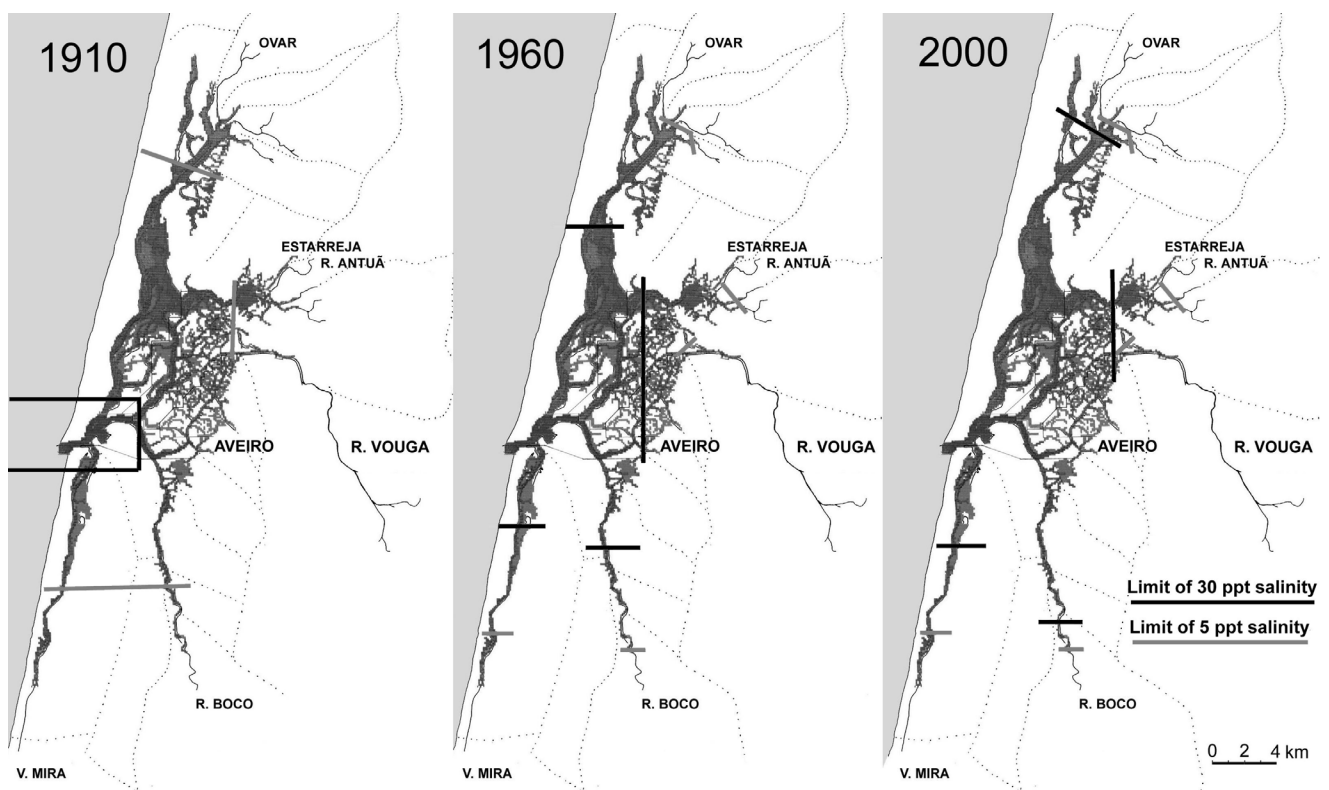 1910
OVAR
ESTARREJA
R. ANTUÃ
AVEIRO
R. VOUGA
R. BOCO
V. MIRA
1960
OVAR
ESTARREJA
R. ANTUÃ
AVEIRO
R. VOUGA
R. BOCO
V. MIRA
2000
OVAR
ESTARREJA
R. ANTUÃ
AVEIRO
R. VOUGA
Limit of 30 ppt salinity
Limit of 5 ppt salinity
R. BOCO
0 2 4 km
V. MIRA